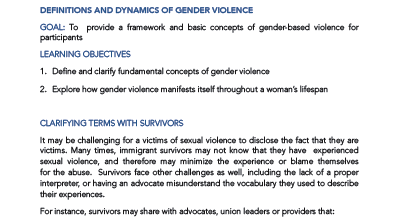 DEFINITIONS AND DYNAMICS OF GENDER VIOLENCE
GOAL: To provide a framework and basic concepts of gender-based violence for
participants
LEARNING OBJECTIVES
1. Define and clarify fundamental concepts of gender violence
2. Explore how gender violence manifests itself throughout a woman's lifespan
CLARIFYING TERMS WITH SURVIVORS
It may be challenging for a victims of sexual violence to disclose the fact that they are
victims. Many times, immigrant survivors may not know that they have experienced
sexual violence, and therefore may minimize the experience or blame themselves
for the abuse. Survivors face other challenges as well, including the lack of a proper
interpreter, or having an advocate misunderstand the vocabulary they used to describe
their experiences.
For instance, survivors may share with advocates, union leaders or providers that: